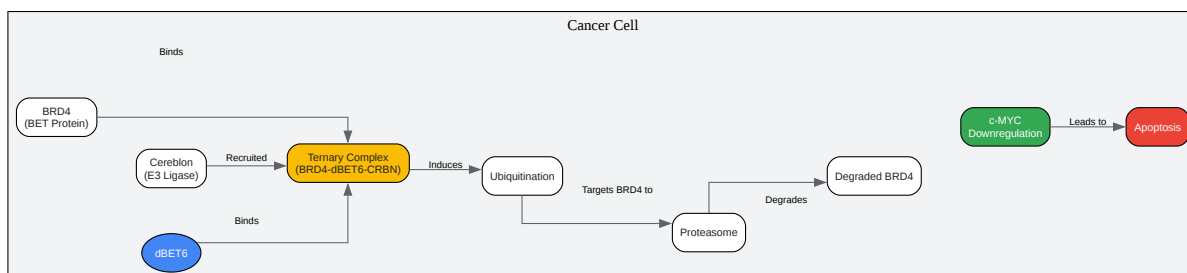 Cancer Cell
Binds
BRD4
(BET Protein)
Cerebron
(E3 Ligase)
Recruited
Ternary Complex
(BRD4-dBET6-CRBN)
Induces
Ubiquitination
Binds
dBET6
Targets BRD4 to
Proteasome
Degrades
Degraded BRD4
c-MYC
Downregulation
Leads to
Apoptosis